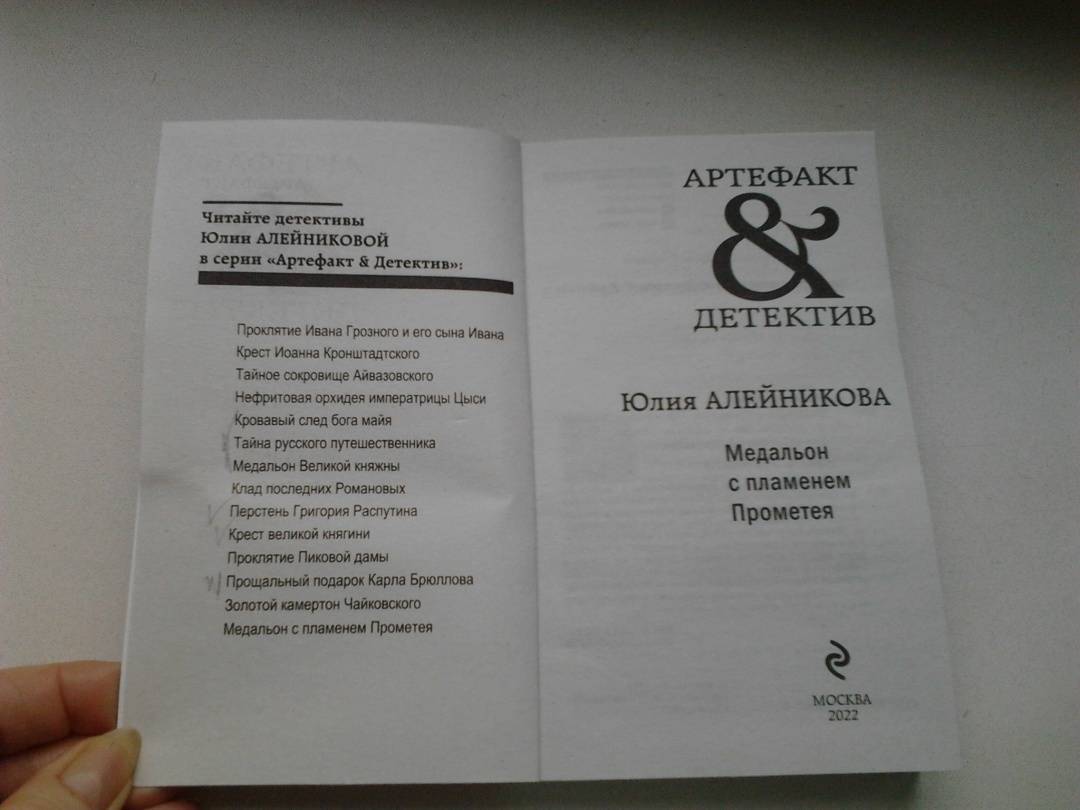 Читайте детективы
Юлии АЛЕЙНИКОВОЙ
в серии «Артефакт & Детектив»:
Проклятие Ивана Грозного и его сына Ивана
Крест Иоанна Кронштадтского
Тайное сокровище Айвазовского
Нефритовая орхидея императрицы Цыси
Кровавый след бога майя
Тайна русского путешественника
Медальон Великой княжны
Клад последних Романовых
Перстень Григория Распутина
Крест великой княгини
Проклятие Пиковой дамы
Прощальный подарок Карла Брюллова
Золотой камертон Чайковского
Медальон с пламенем Прометея
АРТЕФАКТ
&
ДЕТЕКТИВ
Юлия АЛЕЙНИКОВА
Медальон
с пламенем
Прометея
МОСКВА
2022